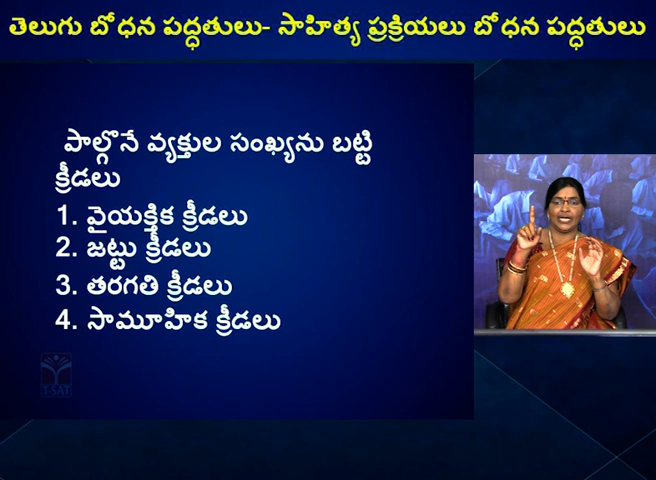 తెలుగు బోధన పద్ధతులు- సాహిత్య ప్రక్రియలు బోధన పద్ధతులు
పాల్గొనే వ్యక్తుల సంఖ్యను బట్టి
క్రీడలు
1. వైయక్తిక క్రీడలు
2. జట్టు క్రీడలు
3. తరగతి క్రీడలు
4. సామూహిక క్రీడలు
T-SAT